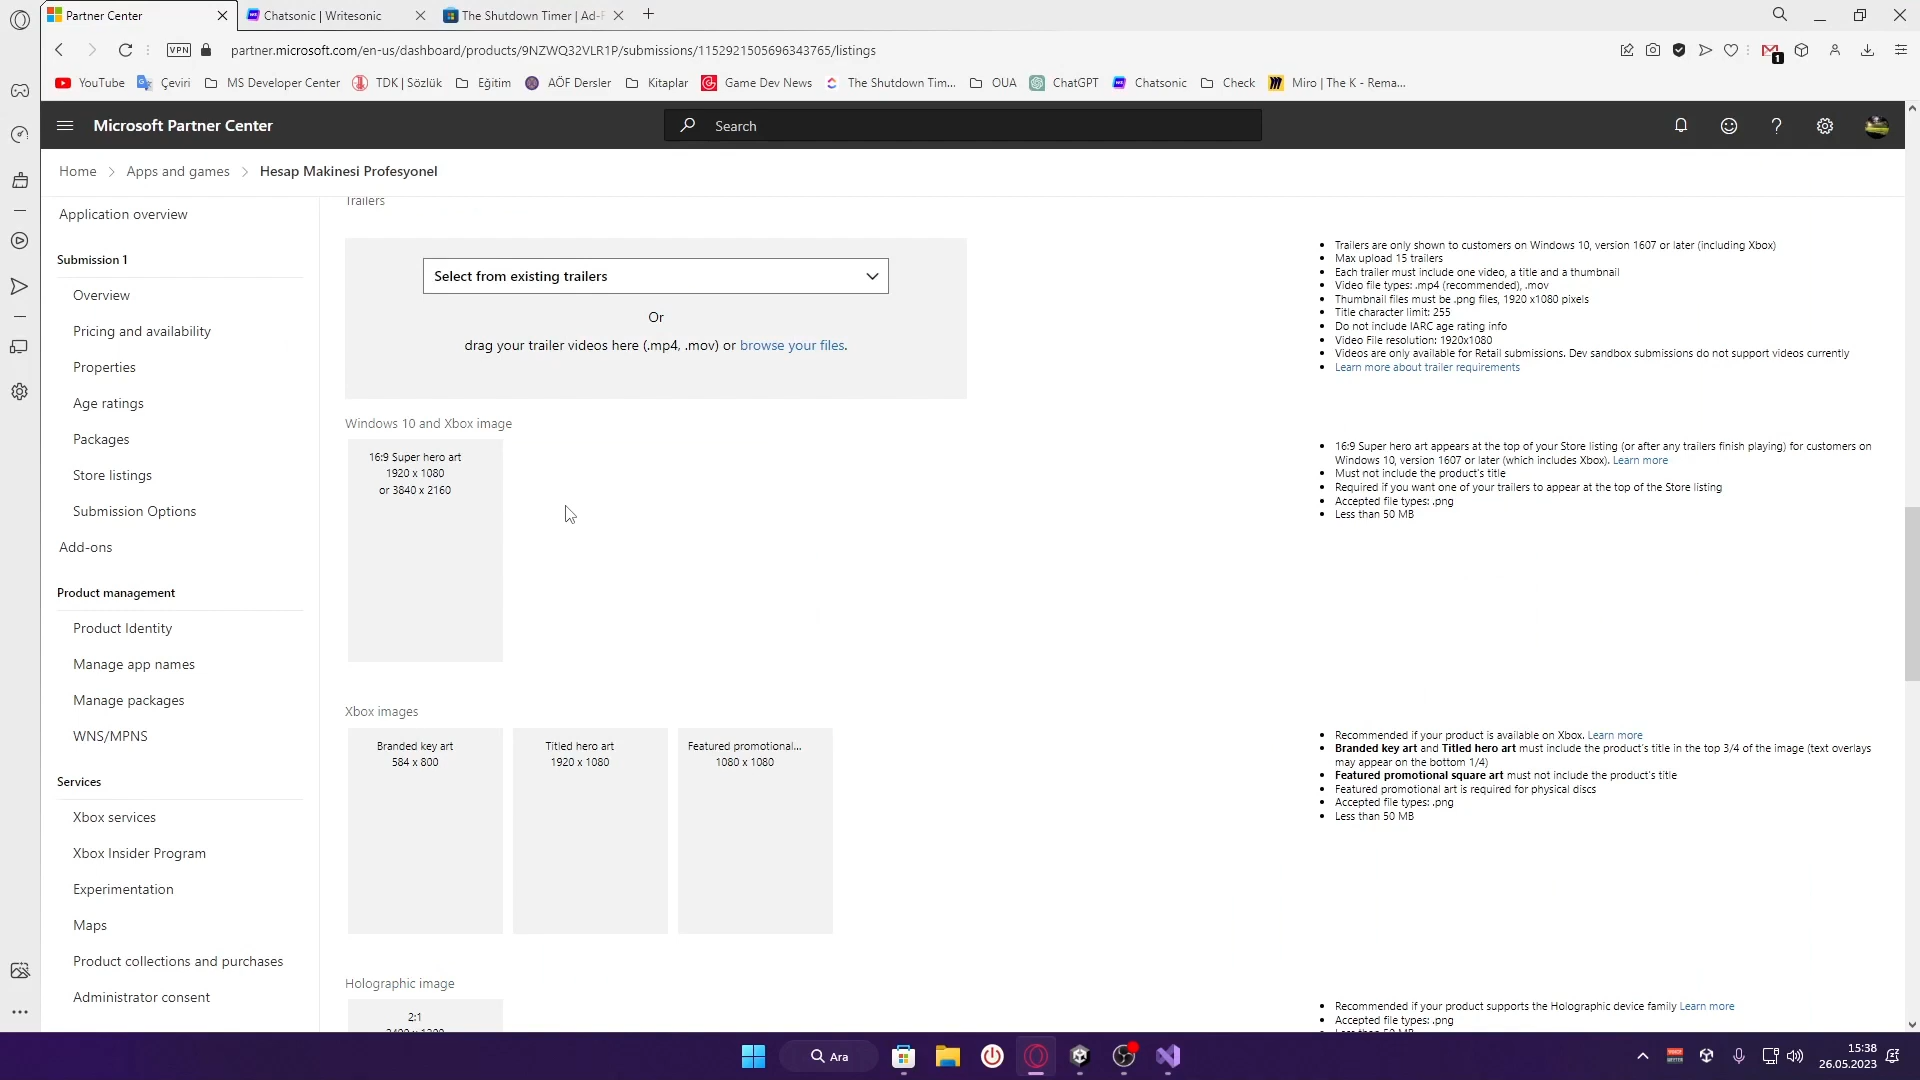 Partner Center
Chatsonic | Writesonic
The Shutdown Timer | Ad-F
VPN
partner.microsoft.com/en-us/dashboard/products/9NZWQ32VLR1P/submissions/1152921505696343765/listings
1
YouTube
Çeviri
MS Developer Center
TDK | Sözlük
Eğitim
AÖF Dersler
Kitaplar
Game Dev News
The Shutdown Tim...
OUA
ChatGPT
Chatsonic
Check
Miro | The K - Rema...
Microsoft Partner Center
Search
Home
Apps and games
Hesap Makinesi Profesyonel
Application overview
Submission 1
Overview
Pricing and availability
Properties
Age ratings
Packages
Store listings
Submission Options
Add-ons
Product management
Product Identity
Manage app names
Manage packages
WNS/MPNS
Services
Xbox services
Xbox Insider Program
Experimentation
Maps
Product collections and purchases
Administrator consent
Trailers
Select from existing trailers
Or
drag your trailer videos here (.mp4, .mov) or browse your files.
Trailers are only shown to customers on Windows 10, version 1607 or later (including Xbox)
Max upload 15 trailers
Each trailer must include one video, a title and a thumbnail
Video file types: .mp4 (recommended), .mov
Thumbnail files must be .png files, 1920 x1080 pixels
Title character limit: 255
Do not include IARC age rating info
Video File resolution: 1920x1080
Videos are only available for Retail submissions. Dev sandbox submissions do not support videos currently
Learn more about trailer requirements
Windows 10 and Xbox image
16:9 Super hero art
1920 x 1080
or 3840 x 2160
16:9 Super hero art appears at the top of your Store listing (or after any trailers finish playing) for customers on
Windows 10, version 1607 or later (which includes Xbox). Learn more
Must not include the product's title
Required if you want one of your trailers to appear at the top of the Store listing
Accepted file types: .png
Less than 50 MB
Xbox images
Branded key art
584 x 800
Titled hero art
1920 x 1080
Featured promotional...
1080 x 1080
Recommended if your product is available on Xbox. Learn more
Branded key art and Titled hero art must include the product's title in the top 3/4 of the image (text overlays
may appear on the bottom 1/4)
Featured promotional square art must not include the product's title
Featured promotional art is required for physical discs
Accepted file types: .png
Less than 50 MB
Holographic image
2:1
Recommended if your product supports the Holographic device family Learn more
Accepted file types: .png
Less than 50 MB
Ara
15:38
26.05.2023